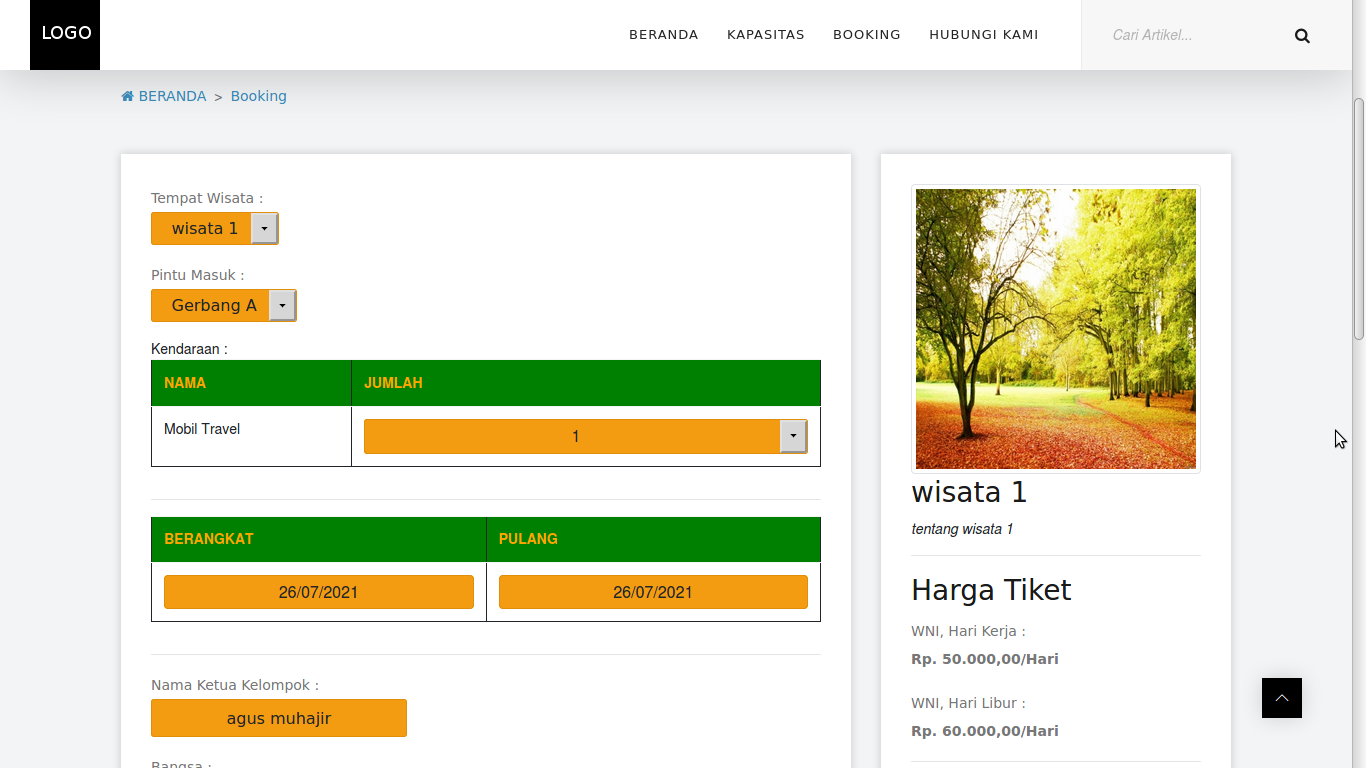 LOGO
BERANDA KAPASITAS BOOKING HUBUNGI KAMI Cari Artikel...
BERANDA > Booking
Tempat Wisata :
wisata 1
Pintu Masuk :
Gerbang A
Kendaraan :
NAMA JUMLAH
Mobil Travel 1
BERANGKAT PULANG
26/07/2021 26/07/2021
Nama Ketua Kelompok :
agus muhajir
Bangsa :
wisata 1
tentang wisata 1
Harga Tiket
WNI, Hari Kerja :
Rp. 50.000,00/Hari
WNI, Hari Libur :
Rp. 60.000,00/Hari